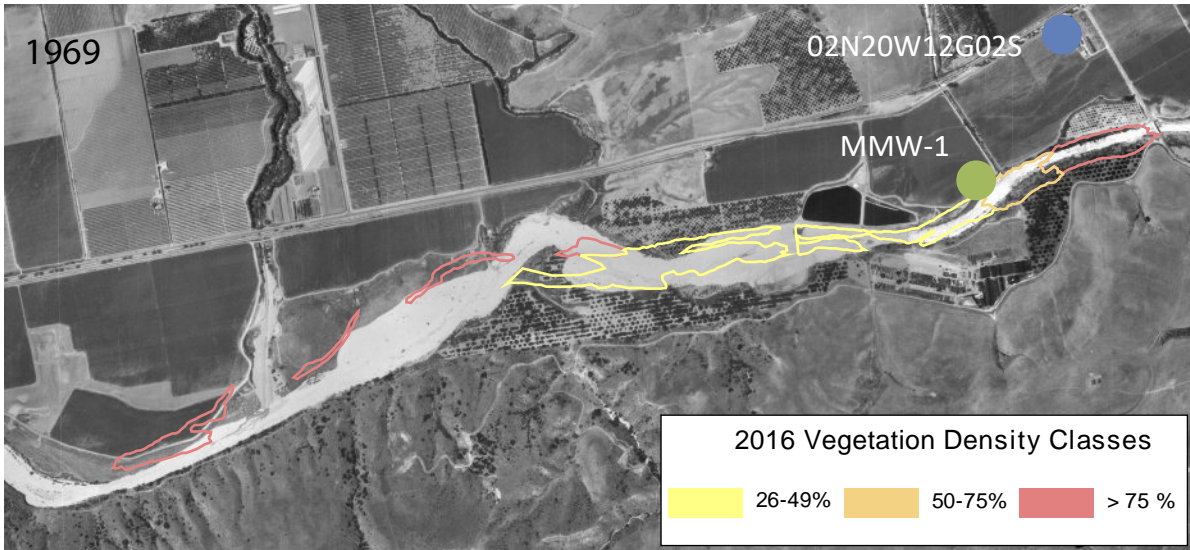 1969
02N20W12G02S
MMW-1
2016 Vegetation Density Classes
26-49%
50-75%
> 75 %